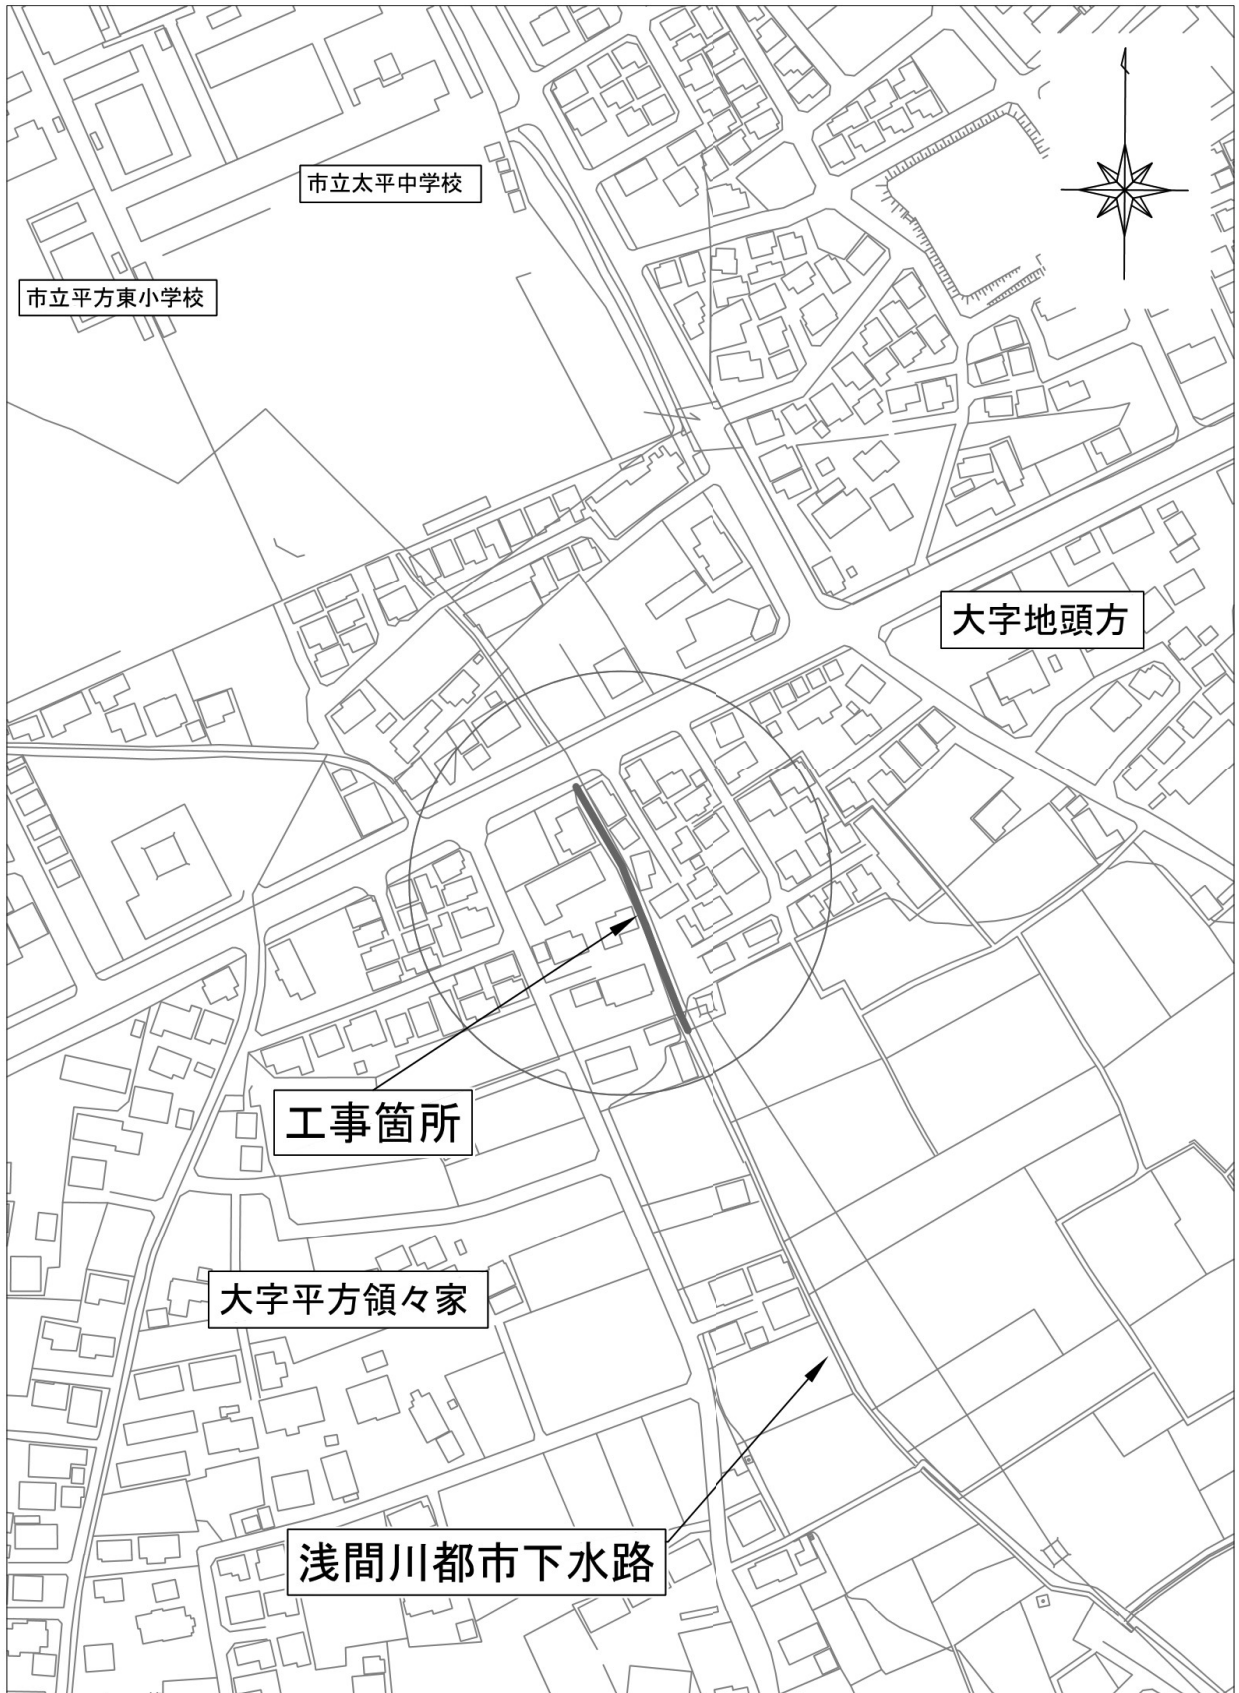 市立太平中学校
市立平方東小学校
大字地頭方
工事箇所
大字平方領々家
浅間川都市下水路